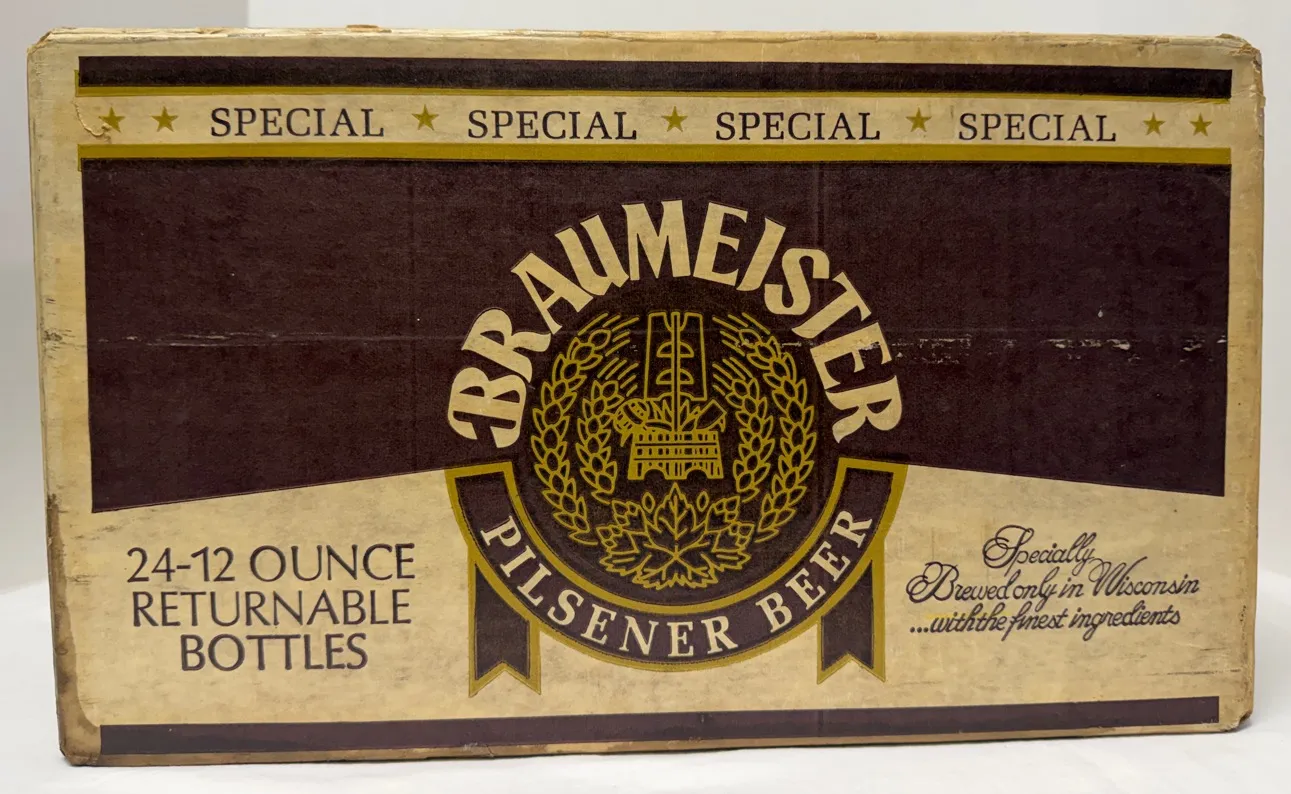 SPECIAL SPECIAL SPECIAL SPECIAL
BRAUMEISTER
PILSENER BEER
24-12 OUNCE
RETURNABLE
BOTTLES
Specially
Brewed only in Wisconsin
...with the finest ingredients